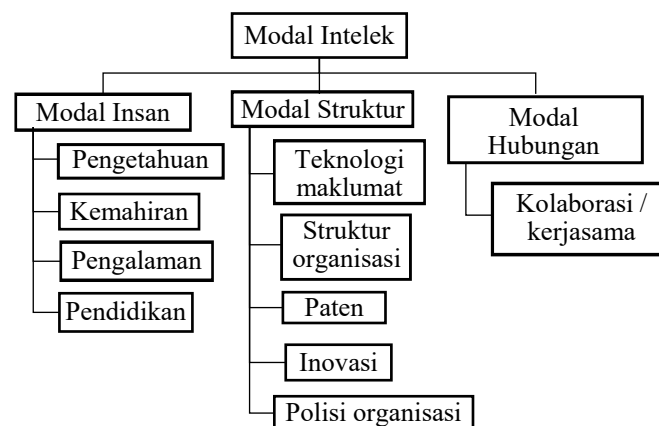 Modal Intelek
Modal Insan
Pengetahuan
Kemahiran
Pengalaman
Pendidikan
Modal Struktur
Teknologi
maklumat
Struktur
organisasi
Paten
Inovasi
Polisi organisasi
Modal
Hubungan
Kolaborasi /
kerjasama